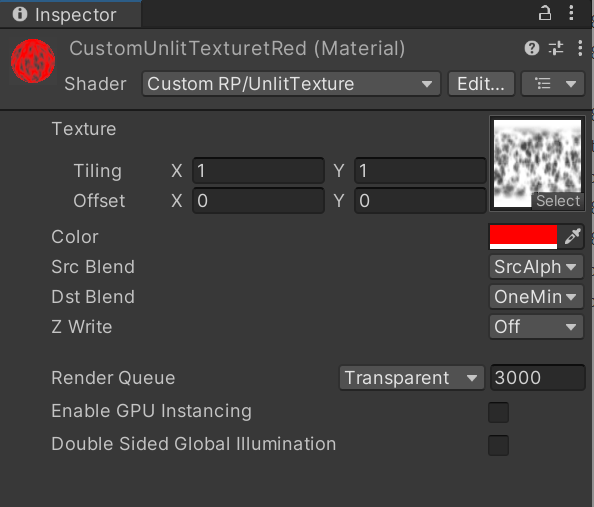 Inspector
CustomUnlitTexturetRed (Material)
Shader Custom RP/UnlitTexture Edit...
Texture
Tiling X 1 Y 1
Offset X 0 Y 0
Select
Color
Src Blend SrcAlph
Dst Blend OneMin
Z Write Off
Render Queue Transparent 3000
Enable GPU Instancing
Double Sided Global Illumination